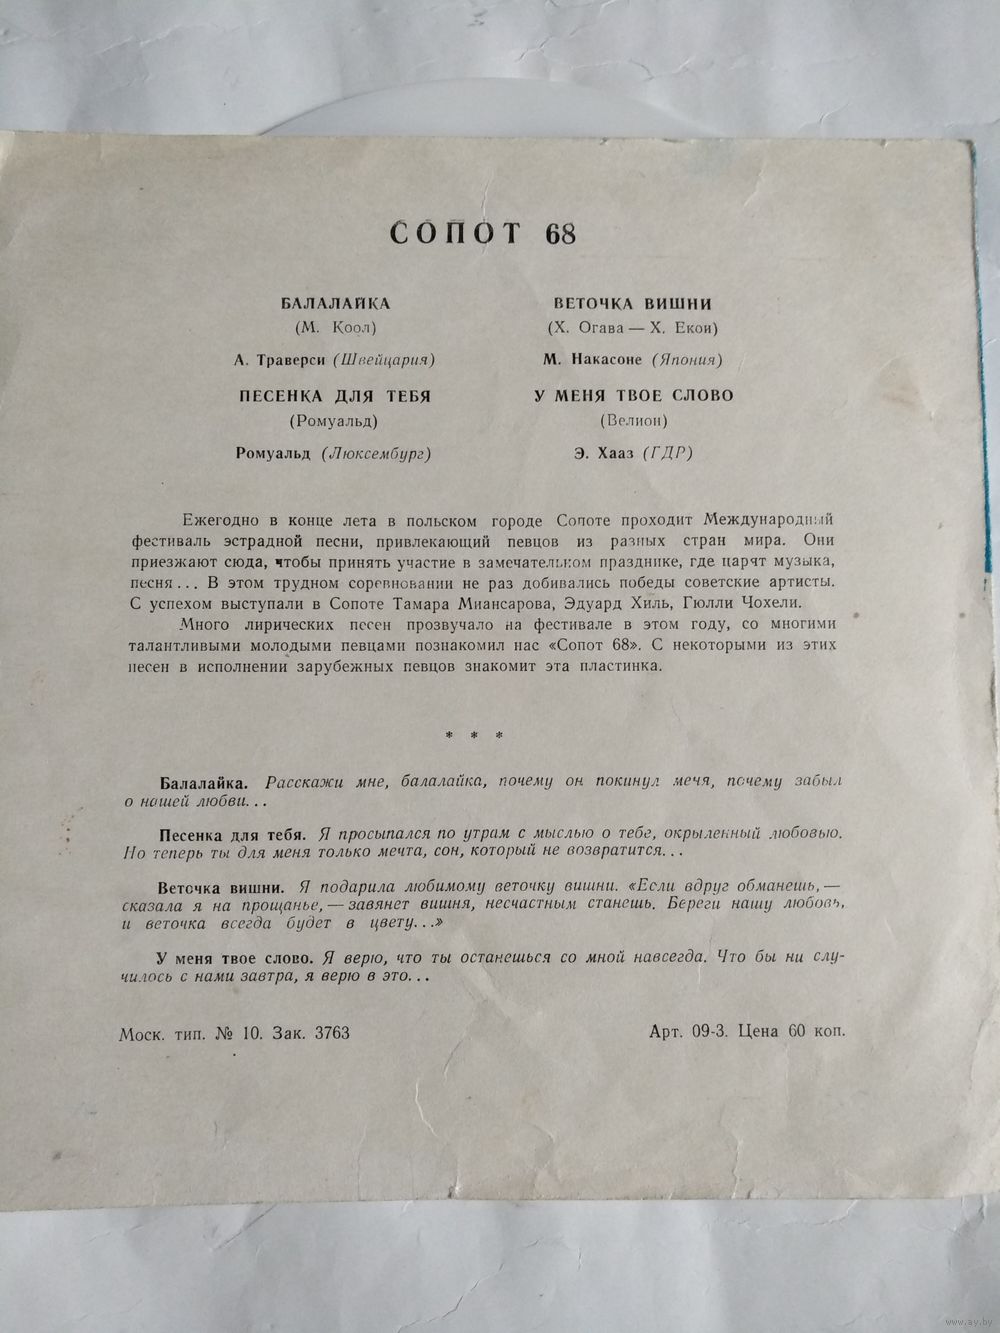 СОПОТ 68
БАЛАЛАЙКА
(М. Коол)
А. Траверси (Швейцария)
ПЕСЕНКА ДЛЯ ТЕБЯ
(Ромуальд)
Ромуальд (Люксембург)
ВЕТОЧКА ВИШНИ
(Х. Огава — Х. Екои)
М. Накасоне (Япония)
У МЕНЯ ТВОЕ СЛОВО
(Велион)
Э. Хааз (ГДР)
Ежегодно в конце лета в польском городе Сопоте проходит Международный
фестиваль эстрадной песни, привлекающий певцов из разных стран мира. Они
приезжают сюда, чтобы принять участие в замечательном празднике, где царят музыка,
песня... В этом трудном соревновании не раз добивались победы советские артисты.
С успехом выступали в Сопоте Тамара Миансарова, Эдуард Хиль, Гюлли Чохели.
Много лирических песен прозвучало на фестивале в этом году, со многими
талантливыми молодыми певцами познакомил нас «Сопот 68». С некоторыми из этих
песен в исполнении зарубежных певцов знакомит эта пластинка.
* * *
Балалайка. Расскажи мне, балалайка, почему он покинул меня, почему забыл
о нашей любви...
Песенка для тебя. Я просыпался по утрам с мыслью о тебе, окрыленный любовью.
Но теперь ты для меня только мечта, сон, который не возвратится...
Веточка вишни. Я подарила любимому веточку вишни. «Если вдруг обманешь, —
сказала я на прощанье, — завянет вишня, несчастным станешь. Береги нашу любовь,
и веточка всегда будет в цвету...»
У меня твое слово. Я верю, что ты останешься со мной навсегда. Что бы ни слу-
чилось с нами завтра, я верю в это...
Моск. тип. № 10. Зак. 3763
Арт. 09-3. Цена 60 коп.
www.ay.by